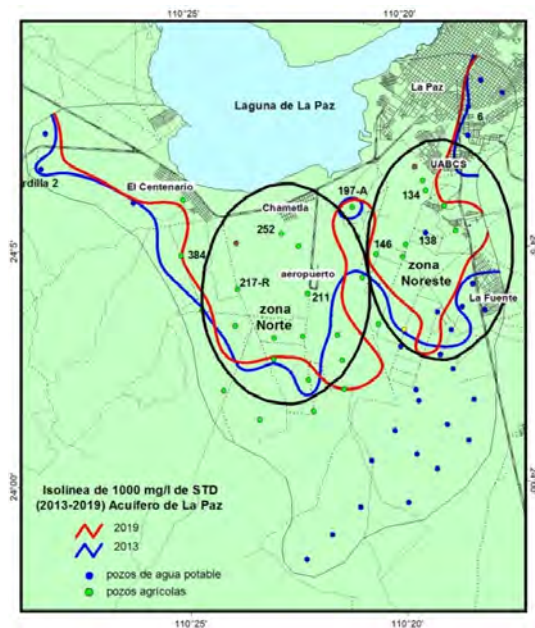 110°25'
110°20'
La Paz
Laguna de La Paz
6
UABCS
rdilla 2
El Centenario
197-A
134
Chametla
252
24°5'
384
146
138
217-R
aeropuerto
211
zona
Noreste
zona
Norte
La Fuente
24°00'
24°00'
Isolinea de 1000 mg/l de STD
(2013-2019) Acuífero de La Paz
2019
2013
pozos de agua potable
pozos agrícolas
110°25'
110°20'